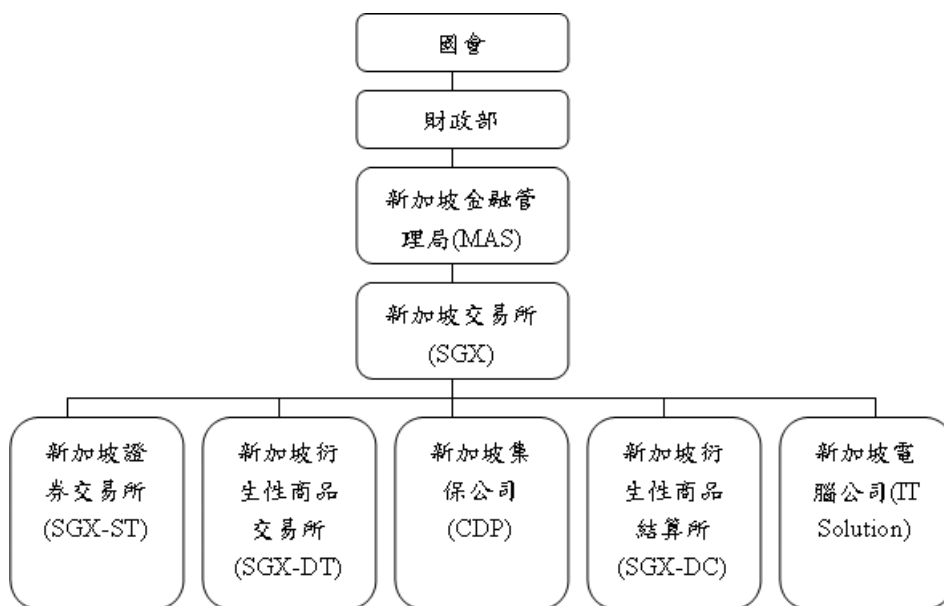 國會
財政部
新加坡金融管
理局(MAS)
新加坡交易所
(SGX)
新加坡證
券交易所
(SGX-ST)
新加坡衍
生性商品
交易所
(SGX-DT)
新加坡集
保公司
(CDP)
新加坡衍
生性商品
結算所
(SGX-DC)
新加坡電
腦公司(IT
Solution)